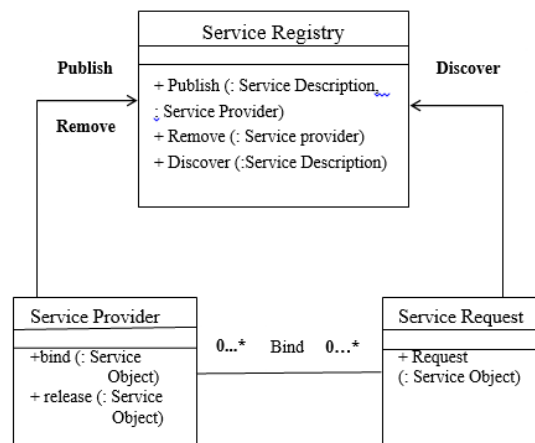 Service Registry
Publish
Discover
+ Publish (: Service Description,
: Service Provider)
Remove
+ Remove (: Service provider)
+ Discover (:Service Description)
Service Provider
Service Request
0...* Bind 0...*
+bind (: Service
Object)
+ release (: Service
Object)
+ Request
(: Service Object)